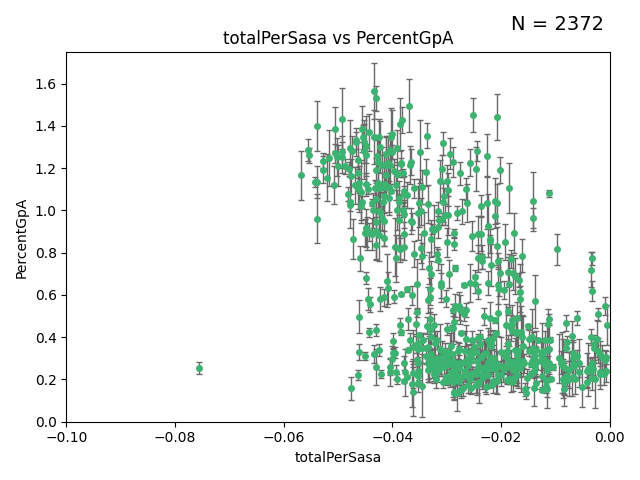 N = 2372
totalPerSasa vs PercentGpA
PercentGpA
1.6
1.4
1.2
1.0
0.8
0.6
0.4
0.2
0.0
−0.10 −0.08 −0.06 −0.04 −0.02 0.00
totalPerSasa